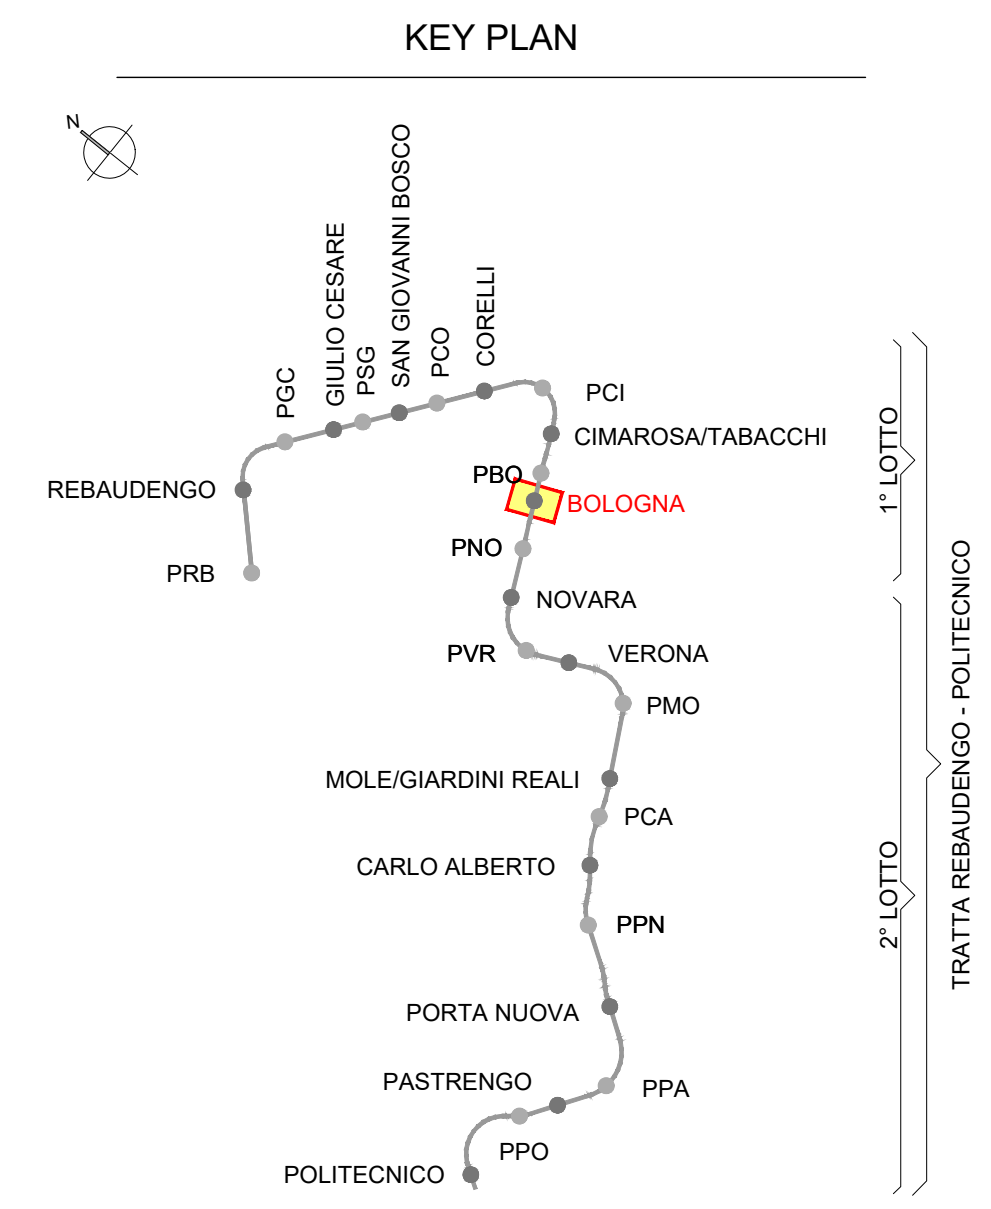 KEY PLAN
N
SAN GIOVANNI BOSCO
GIULIO CESARE
CORELLI
PCO
PSG
PGC
PCI
CIMAROSA/TABACCHI
PBO
REBAUDENGO
BOLOGNA
PNO
PRB
NOVARA
PVR
VERONA
PMO
MOLE/GIARDINI REALI
PCA
CARLO ALBERTO
PPN
PORTA NUOVA
PASTRENGO
PPA
PPO
POLITECNICO
1° LOTTO
2° LOTTO
TRATTA REBAUDENGO - POLITECNICO